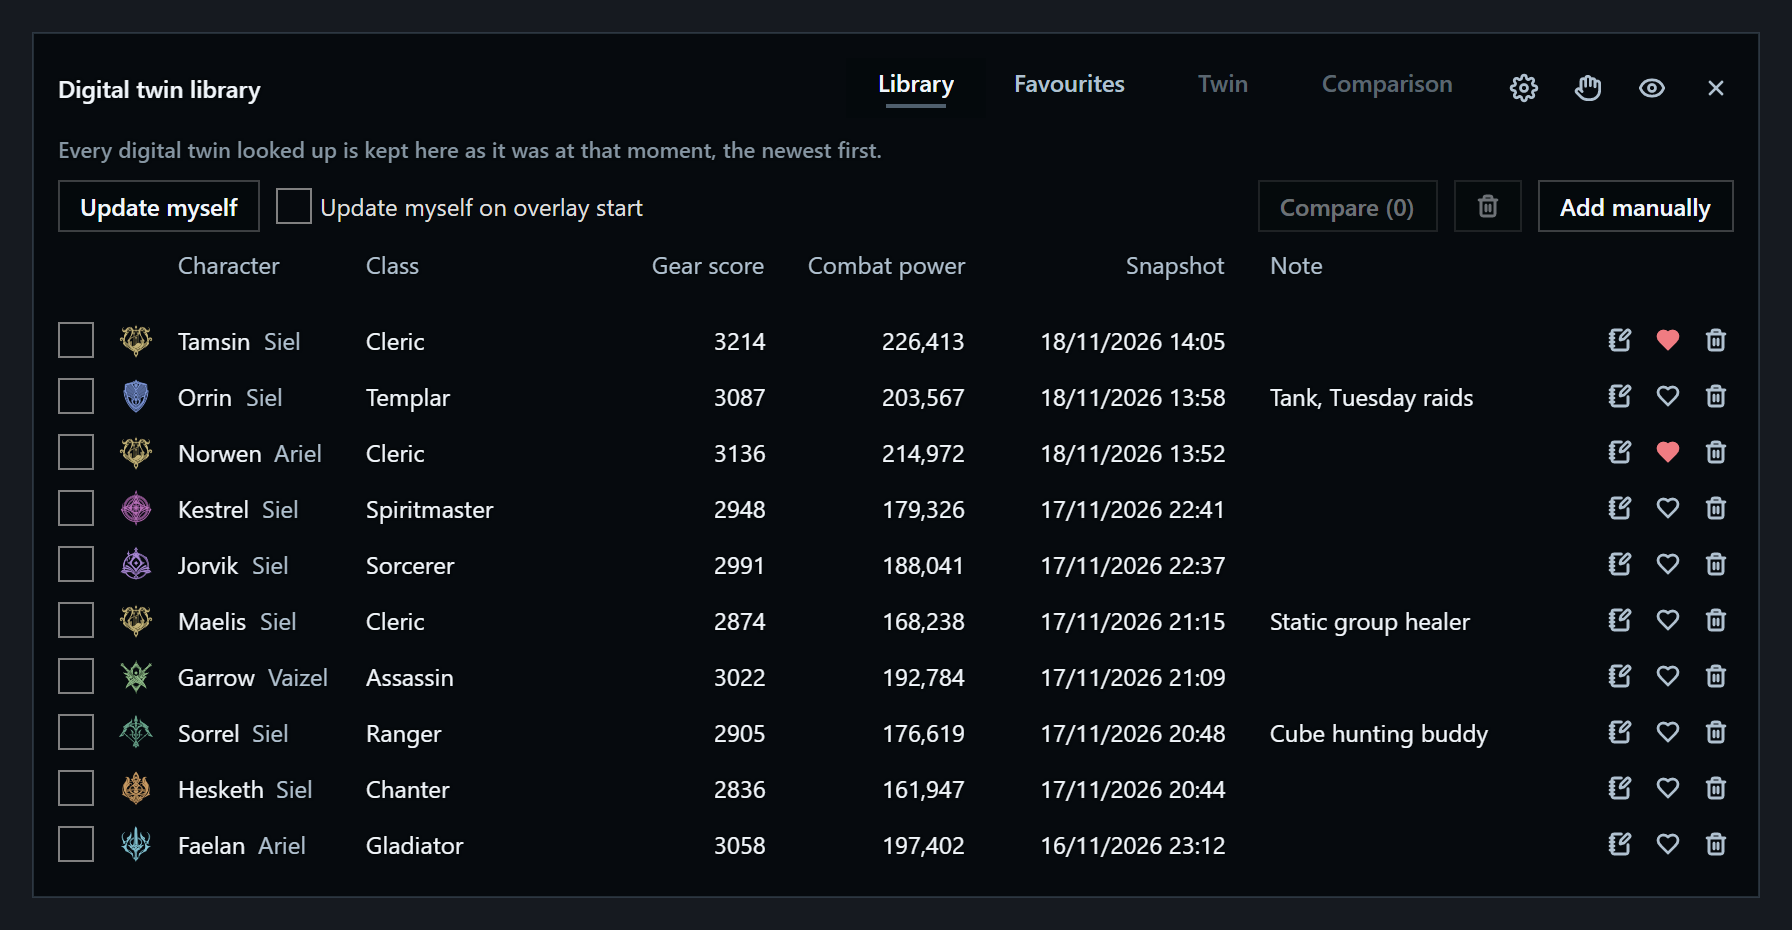 Digital twin library
Library Favourites Twin Comparison
Every digital twin looked up is kept here as it was at that moment, the newest first.
Update myself Update myself on overlay start Compare (0) Add manually
Character Class Gear score Combat power Snapshot Note
Tamsin Siel Cleric 3214 226,413 18/11/2026 14:05
Orrin Siel Templar 3087 203,567 18/11/2026 13:58 Tank, Tuesday raids
Norwen Ariel Cleric 3136 214,972 18/11/2026 13:52
Kestrel Siel Spiritmaster 2948 179,326 17/11/2026 22:41
Jorvik Siel Sorcerer 2991 188,041 17/11/2026 22:37
Maelis Siel Cleric 2874 168,238 17/11/2026 21:15 Static group healer
Garrow Vaizel Assassin 3022 192,784 17/11/2026 21:09
Sorrel Siel Ranger 2905 176,619 17/11/2026 20:48 Cube hunting buddy
Hesketh Siel Chanter 2836 161,947 17/11/2026 20:44
Faelan Ariel Gladiator 3058 197,402 16/11/2026 23:12